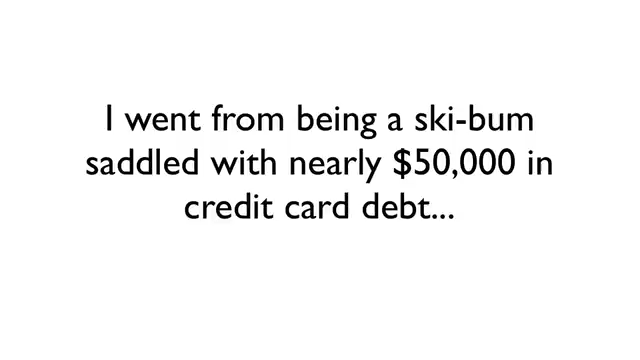 I went from being a ski-bum
saddled with nearly $50,000 in
credit card debt...